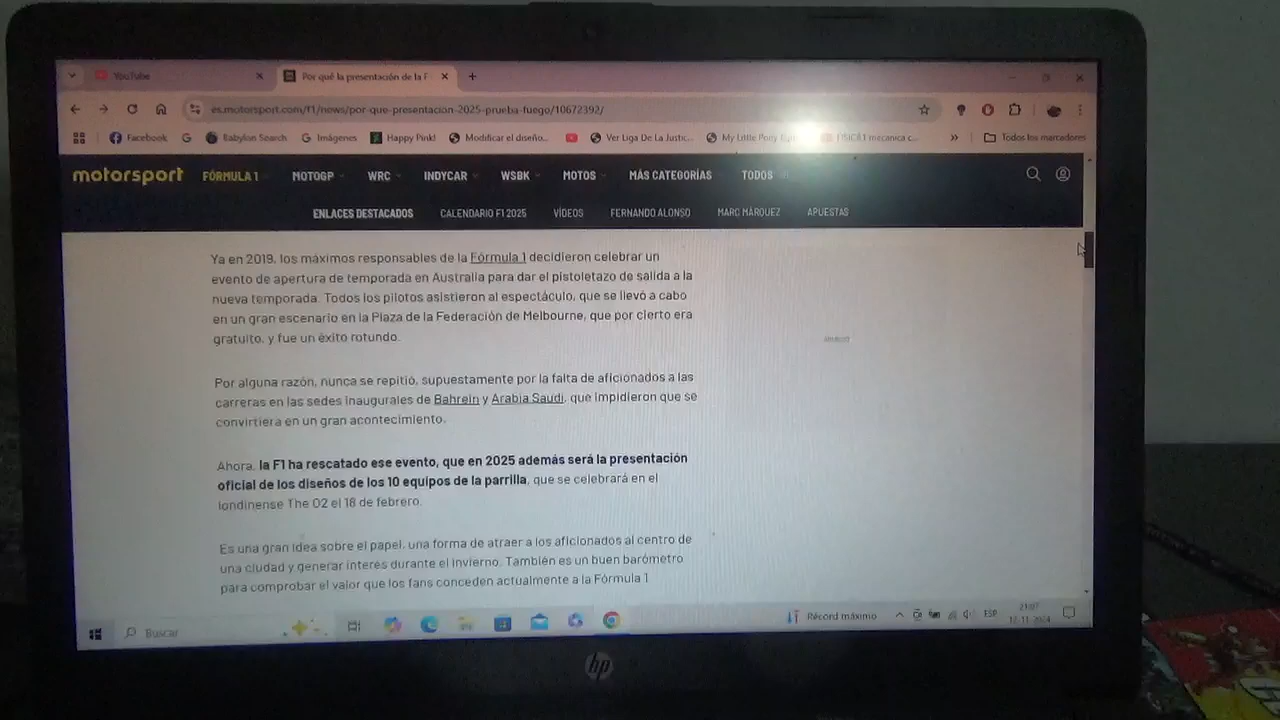 YouTube
Por qué la presentación de la F
es.motorsport.com/f1/news/por-que-presentacion-2025-prueba-fuego/10672392/
Facebook
Babylon Search
Imágenes
Happy Pink!
Modificar el diseño...
Ver Liga De La Justic...
My Little Pony
mecanica c...
»
Todos los marcadores
motorsport
FÓRMULA 1
MOTOGP
WRC
INDYCAR
WSBK
MOTOS
MÁS CATEGORÍAS
TODOS
ENLACES DESTACADOS
CALENDARIO F1 2025
VÍDEOS
FERNANDO ALONSO
MARC MÁRQUEZ
APUESTAS
Ya en 2019, los máximos responsables de la Fórmula 1 decidieron celebrar un
evento de apertura de temporada en Australia para dar el pistoletazo de salida a la
nueva temporada. Todos los pilotos asistieron al espectáculo, que se llevó a cabo
en un gran escenario en la Plaza de la Federación de Melbourne, que por cierto era
gratuito, y fue un éxito rotundo.
Por alguna razón, nunca se repitió, supuestamente por la falta de aficionados a las
carreras en las sedes inaugurales de Bahrein y Arabia Saudí, que impidieron que se
convirtiera en un gran acontecimiento.
Ahora, la F1 ha rescatado ese evento, que en 2025 además será la presentación
oficial de los diseños de los 10 equipos de la parrilla, que se celebrará en el
londinense The O2 el 18 de febrero.
Es una gran idea sobre el papel, una forma de atraer a los aficionados al centro de
una ciudad y generar interés durante el invierno. También es un buen barómetro
para comprobar el valor que los fans conceden actualmente a la Fórmula 1
Buscar
Récord máximo
ESP
21:07
hp